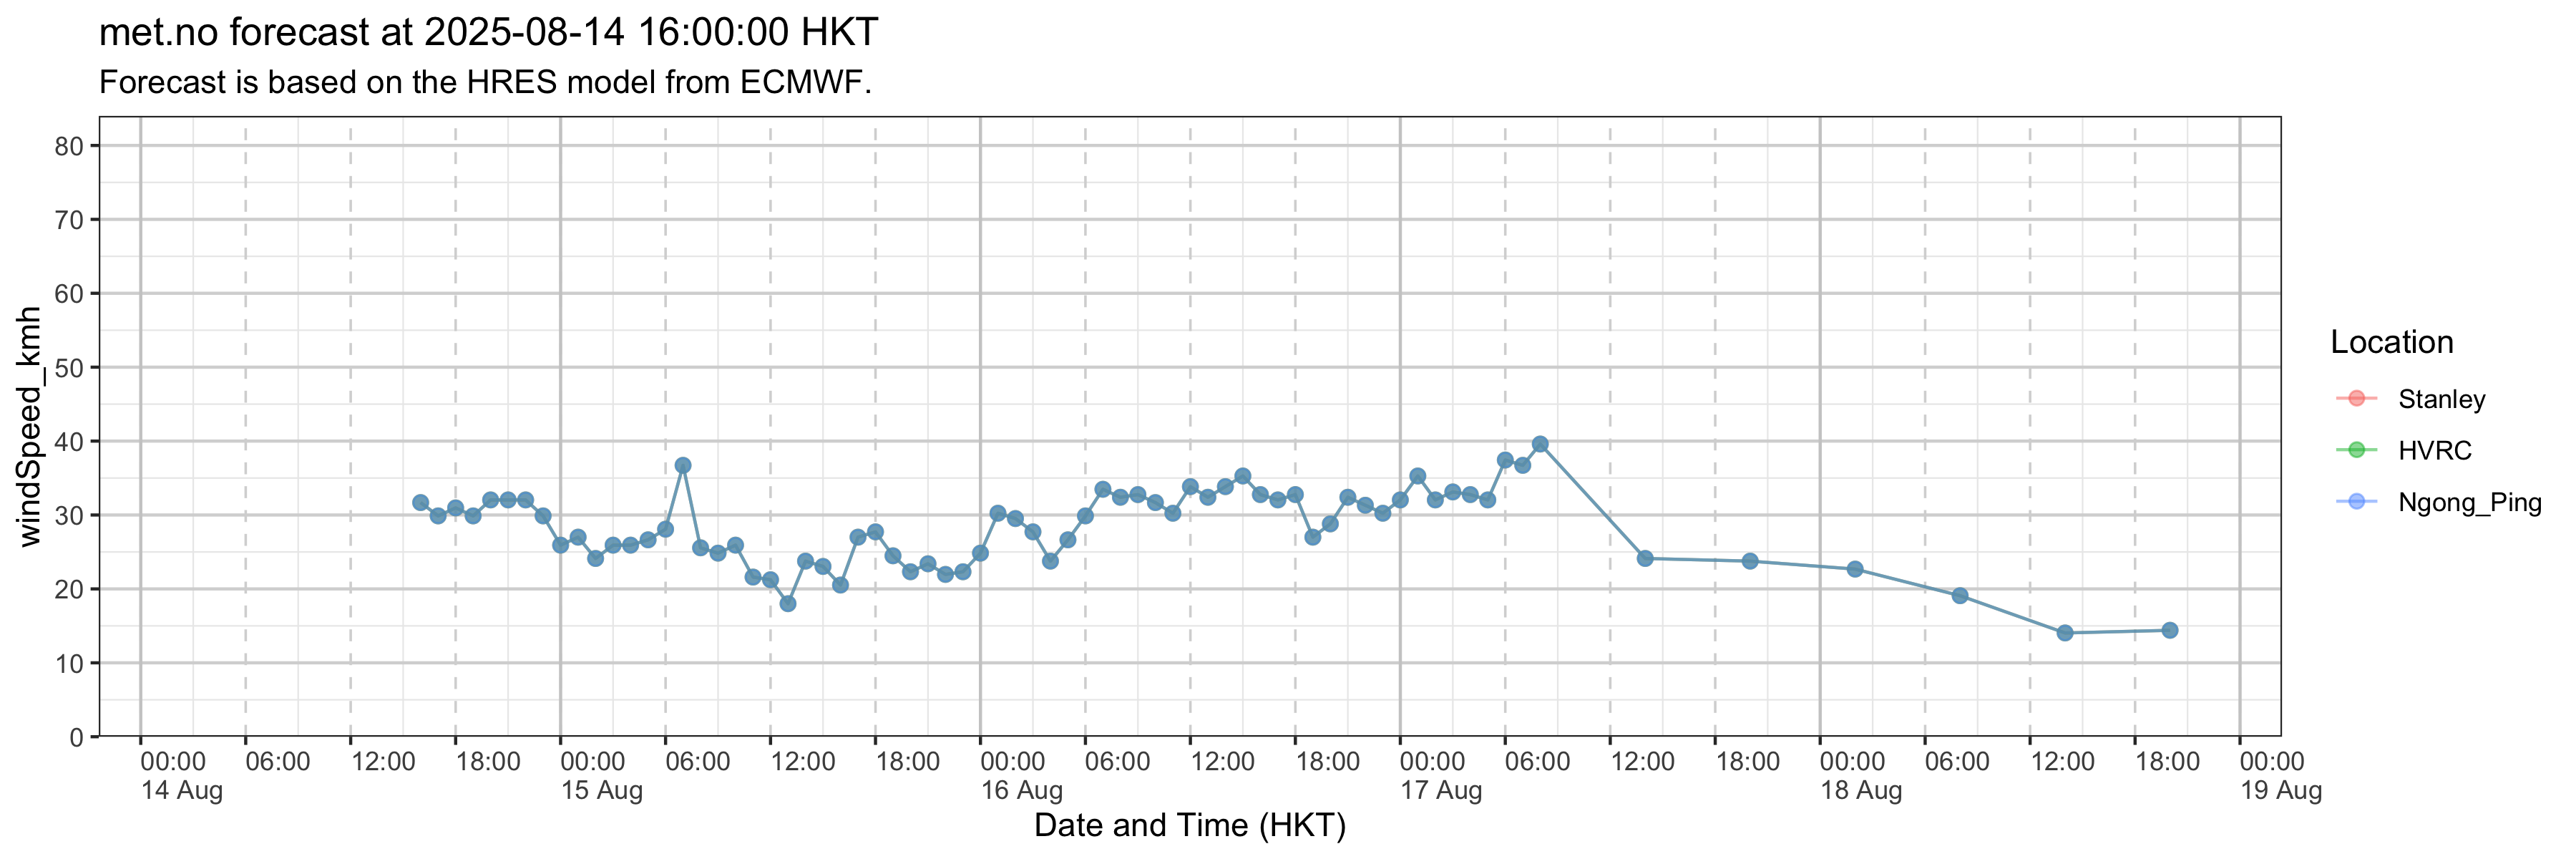 met.no forecast at 2025-08-14 16:00:00 HKT
Forecast is based on the HRES model from ECMWF.
windSpeed_kmh
80
70
60
50
40
30
20
10
0
00:00 06:00 12:00 18:00 00:00 06:00 12:00 18:00 00:00 06:00 12:00 18:00 00:00 06:00 12:00 18:00 00:00 06:00 12:00 18:00 00:00
14 Aug 15 Aug 16 Aug 17 Aug 18 Aug 19 Aug
Date and Time (HKT)
Location
Stanley
HVRC
Ngong_Ping